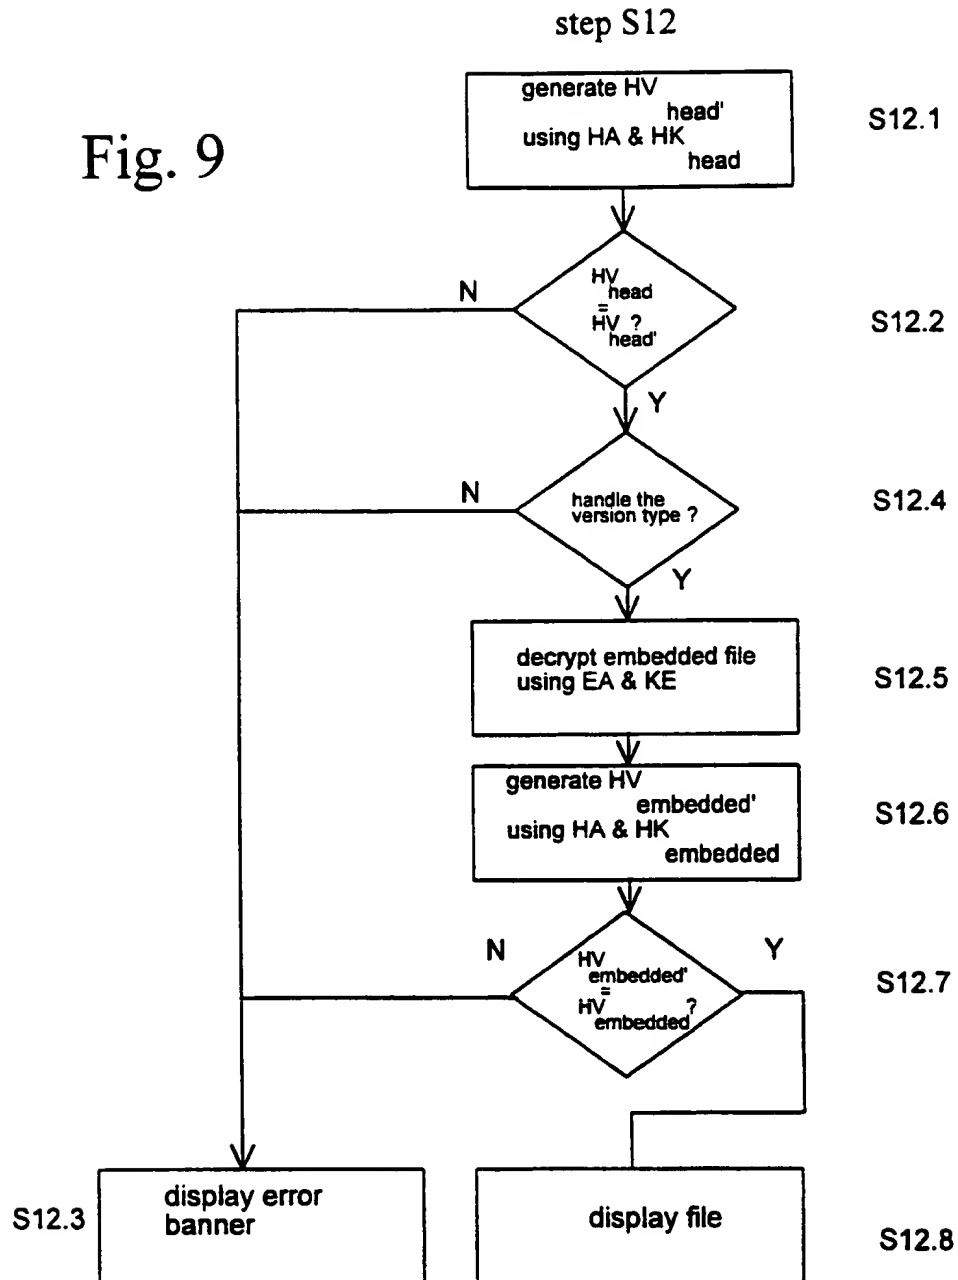 step S12
Fig. 9
generate HV
head'
using HA & HK
head
S12.1
HV
head
=
HV ?
head'
N
Y
S12.2
handle the
version type ?
N
Y
S12.4
decrypt embedded file
using EA & KE
S12.5
generate HV
embedded'
using HA & HK
embedded
S12.6
HV
embedded'
=
HV ?
embedded
N
Y
S12.7
S12.3
display error
banner
display file
S12.8